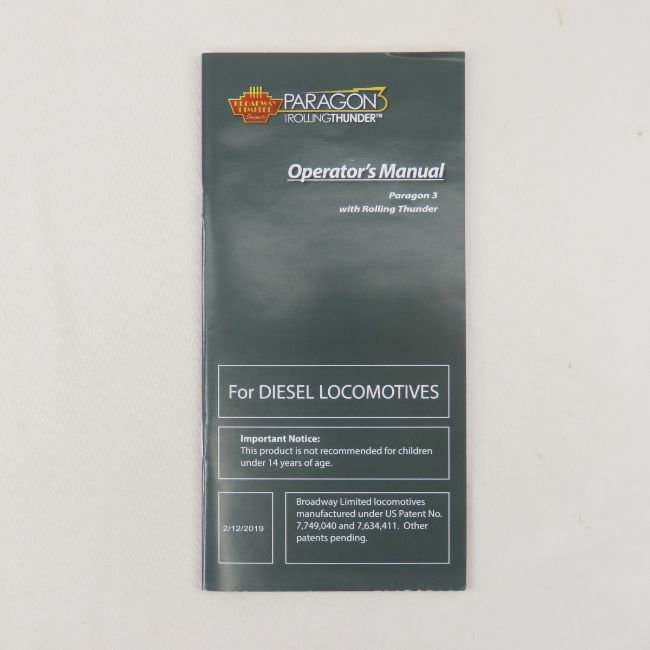 BROADWAY
LIMITED
Imports
PARAGON3
ROLLINGTHUNDER™
Operator's Manual
Paragon 3
with Rolling Thunder
For DIESEL LOCOMOTIVES
Important Notice:
This product is not recommended for children
under 14 years of age.
2/12/2019
Broadway Limited locomotives
manufactured under US Patent No.
7,749,040 and 7,634,411. Other
patents pending.